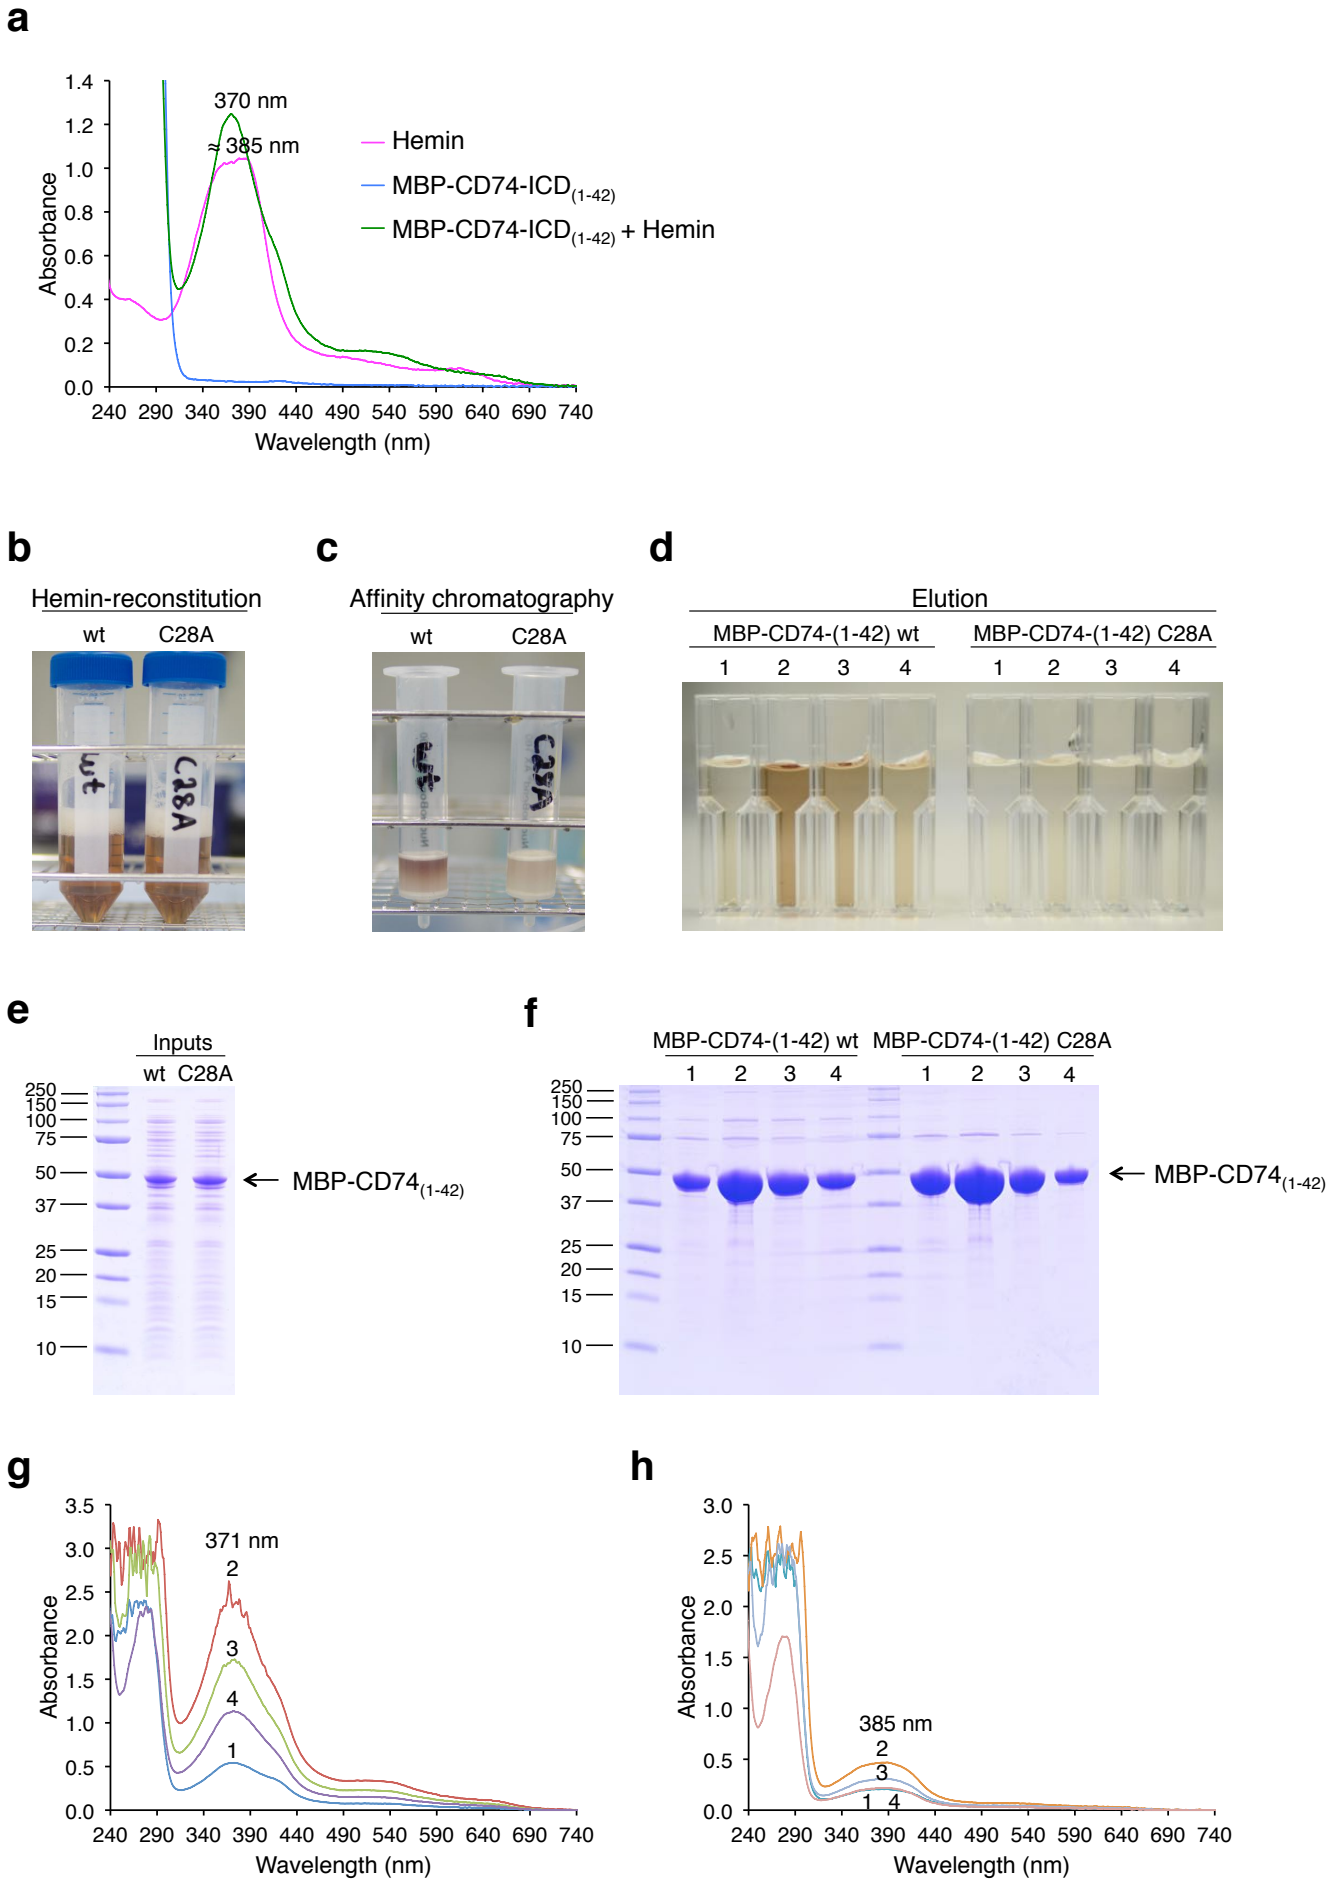 a
1.4
1.2
1.0
0.8
0.6
0.4
0.2
0.0
Absorbance
370 nm
≈ 385 nm
Hemin
MBP-CD74-ICD(1-42)
MBP-CD74-ICD(1-42) + Hemin
240 290 340 390 440 490 540 590 640 690 740
Wavelength (nm)
b
Hemin-reconstitution
wt C28A
wt
C28A
c
Affinity chromatography
wt C28A
wt
C28A
d
Elution
MBP-CD74-(1-42) wt MBP-CD74-(1-42) C28A
1 2 3 4 1 2 3 4
e
Inputs
wt C28A
250
150
100
75
50
37
25
20
15
10
MBP-CD74(1-42)
f
MBP-CD74-(1-42) wt MBP-CD74-(1-42) C28A
1 2 3 4 1 2 3 4
250
150
100
75
50
37
25
20
15
10
MBP-CD74(1-42)
g
3.5
3.0
2.5
2.0
1.5
1.0
0.5
0.0
Absorbance
371 nm
2
3
4
1
240 290 340 390 440 490 540 590 640 690 740
Wavelength (nm)
h
3.0
2.5
2.0
1.5
1.0
0.5
0.0
Absorbance
385 nm
2
3
1 4
240 290 340 390 440 490 540 590 640 690 740
Wavelength (nm)